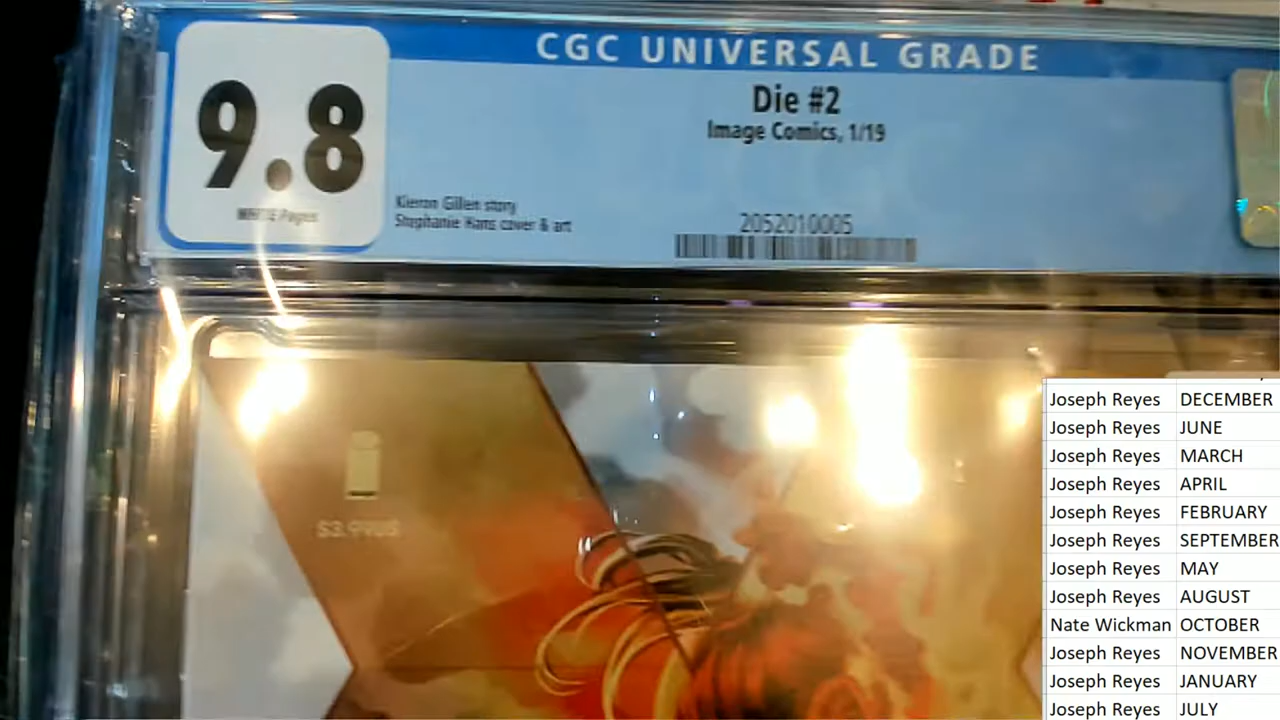 CGC UNIVERSAL GRADE
9.8
WHITE Pages
Die #2
Image Comics, 1/19
Kieron Gillen story
Stephanie Hans cover & art
2052010005
i
$3.99US
Joseph Reyes DECEMBER
Joseph Reyes JUNE
Joseph Reyes MARCH
Joseph Reyes APRIL
Joseph Reyes FEBRUARY
Joseph Reyes SEPTEMBER
Joseph Reyes MAY
Joseph Reyes AUGUST
Nate Wickman OCTOBER
Joseph Reyes NOVEMBER
Joseph Reyes JANUARY
Joseph Reyes JULY